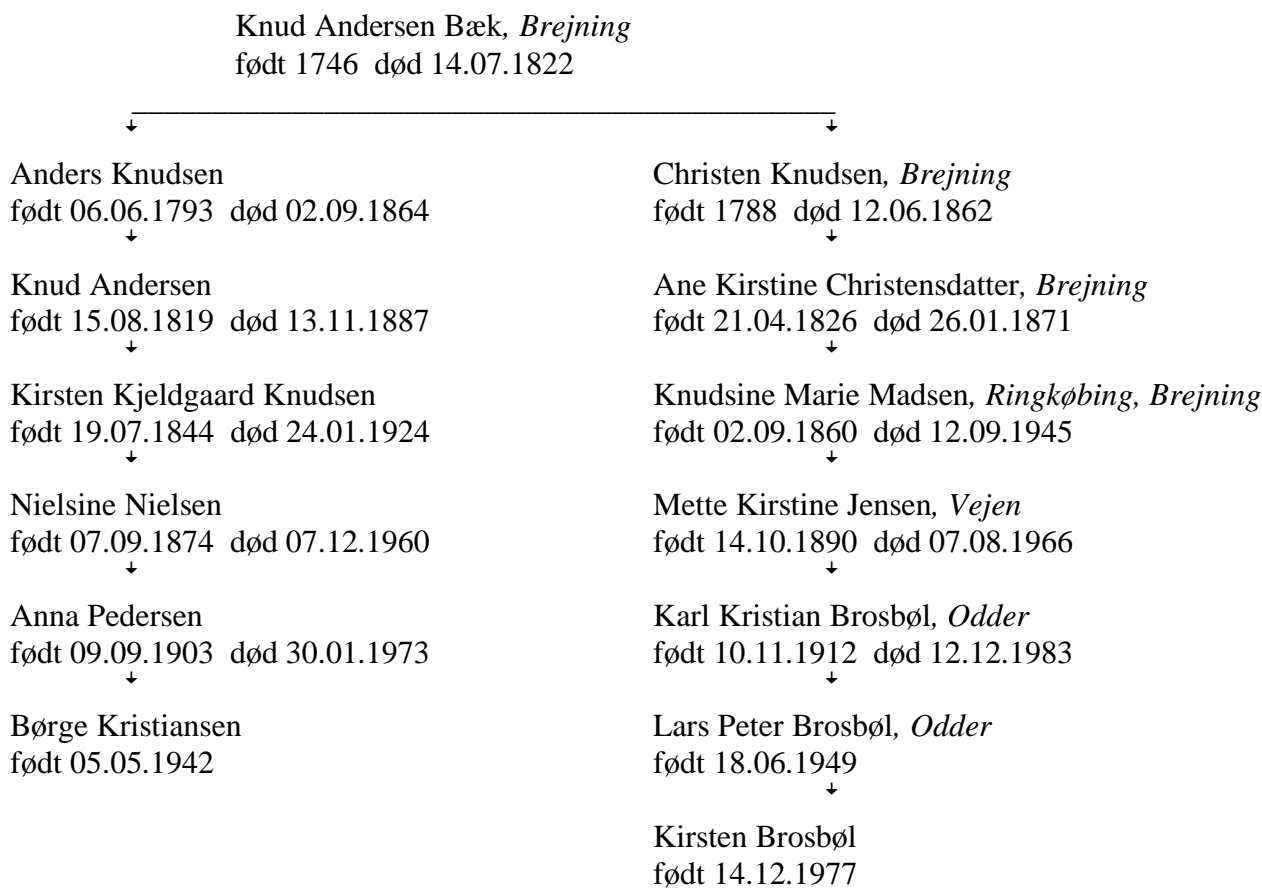 Knud Andersen Bæk, Brejning
født 1746 død 14.07.1822
Anders Knudsen
født 06.06.1793 død 02.09.1864
Knud Andersen
født 15.08.1819 død 13.11.1887
Kirsten Kjeldgaard Knudsen
født 19.07.1844 død 24.01.1924
Nielsine Nielsen
født 07.09.1874 død 07.12.1960
Anna Pedersen
født 09.09.1903 død 30.01.1973
Børge Kristiansen
født 05.05.1942
Christen Knudsen, Brejning
født 1788 død 12.06.1862
Ane Kirstine Christensdatter, Brejning
født 21.04.1826 død 26.01.1871
Knudsine Marie Madsen, Ringkøbing, Brejning
født 02.09.1860 død 12.09.1945
Mette Kirstine Jensen, Vejen
født 14.10.1890 død 07.08.1966
Karl Kristian Brosbøl, Odder
født 10.11.1912 død 12.12.1983
Lars Peter Brosbøl, Odder
født 18.06.1949
Kirsten Brosbøl
født 14.12.1977